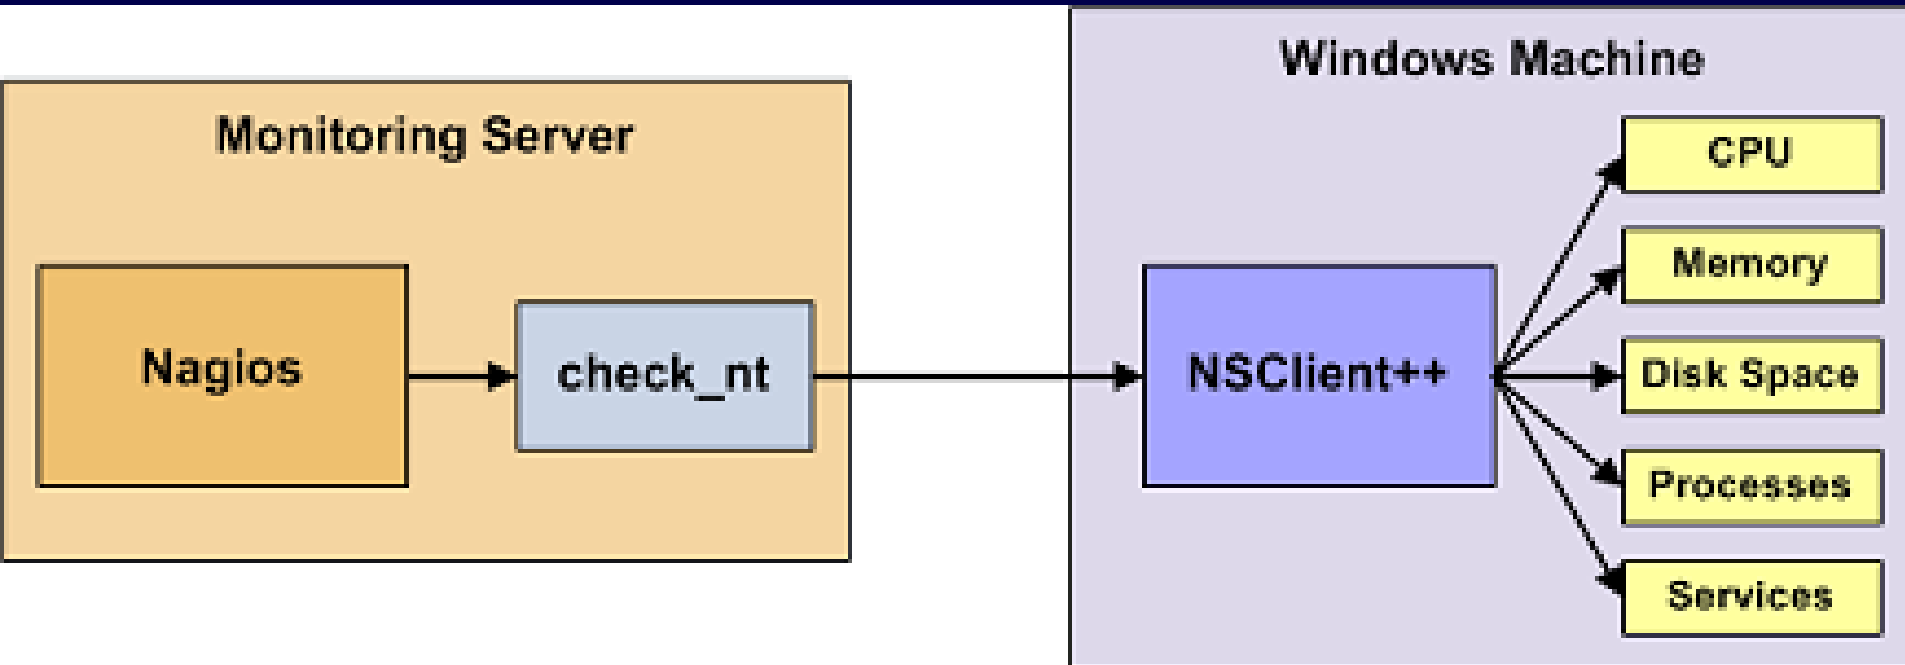 Monitoring Server
Nagios
check_nt
Windows Machine
NSClient++
CPU
Memory
Disk Space
Processes
Services